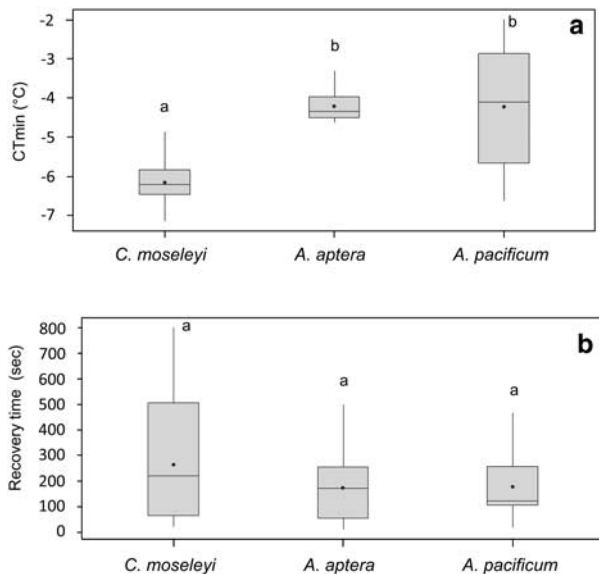 a
-2
-3
-4
-5
-6
-7
CTmin (°C)
a
b
b
C. moseleyi A. aptera A. pacificum
b
800
700
600
500
400
300
200
100
0
Recovery time (sec)
a
a
a
C. moseleyi A. aptera A. pacificum